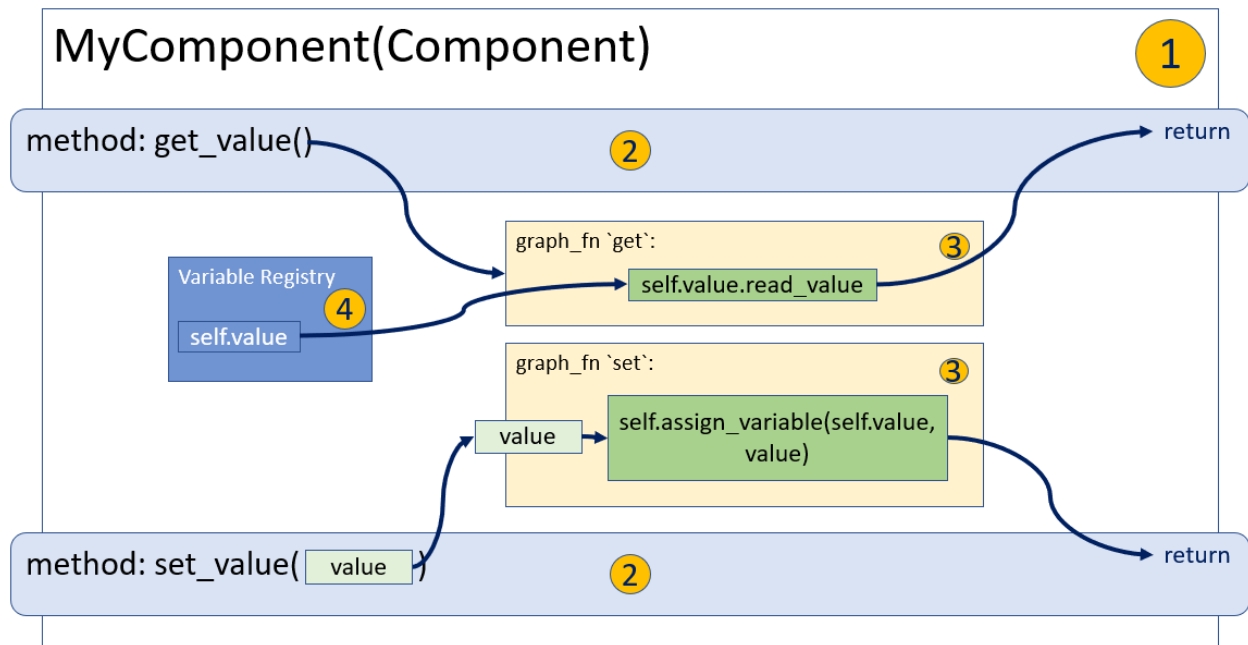 MyComponent(Component)
1
method: get_value()
2
return
graph_fn `get`:
3
Variable Registry
4
self.value.read_value
self.value
graph_fn `set`:
3
value
self.assign_variable(self.value,
value)
method: set_value( value )
2
return